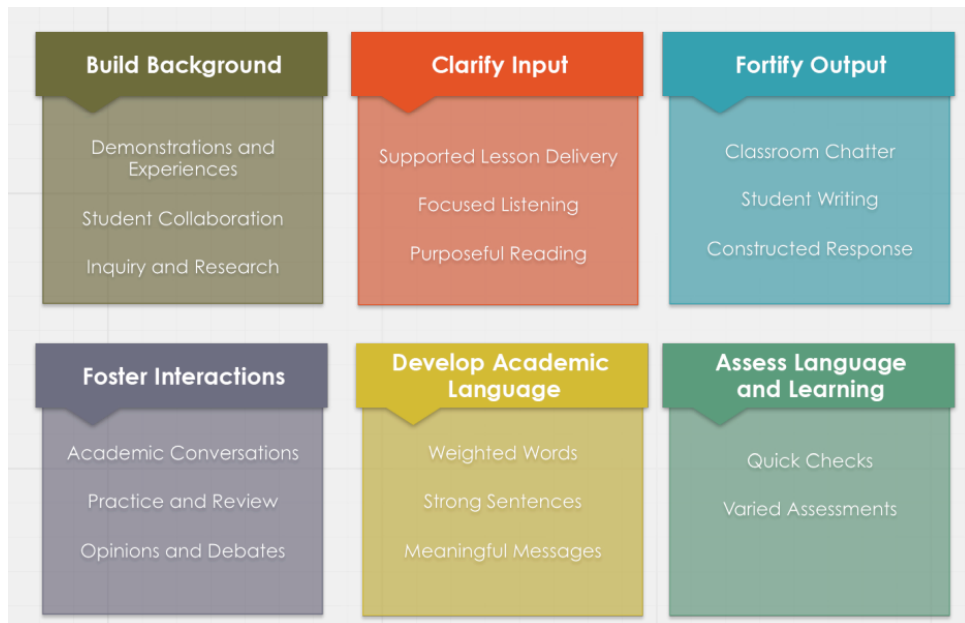 Build Background
Demonstrations and
Experiences
Student Collaboration
Inquiry and Research
Clarify Input
Supported Lesson Delivery
Focused Listening
Purposeful Reading
Fortify Output
Classroom Chatter
Student Writing
Constructed Response
Foster Interactions
Academic Conversations
Practice and Review
Opinions and Debates
Develop Academic
Language
Weighted Words
Strong Sentences
Meaningful Messages
Assess Language
and Learning
Quick Checks
Varied Assessments